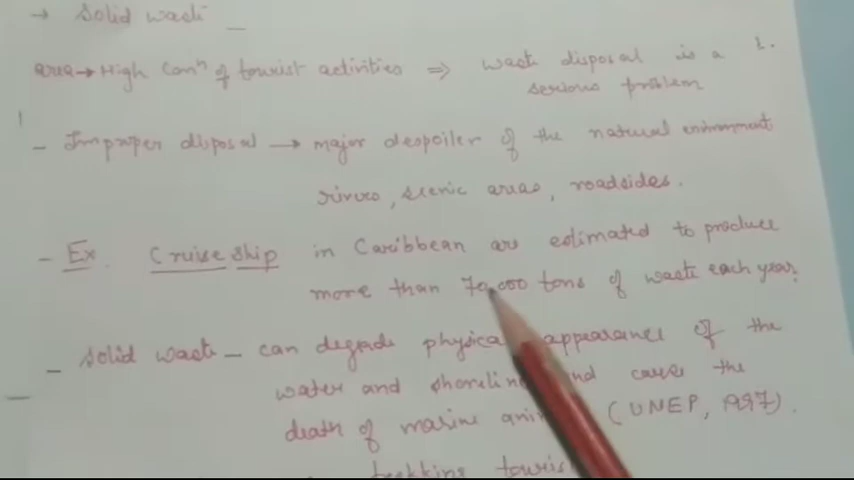 → Solid waste
area → High Conⁿ of tourist activities ⇒ waste disposal is a
serious problem
- Improper disposal → major despoiler of the natural environment
rivers, scenic areas, roadsides.
- Ex. Cruise ship in Caribbean are estimated to produce
more than 70,000 tons of waste each year.
- Solid waste - can degrade physical appearance of the
water and shoreline and cause the
death of marine (UNEP, 1997).
trekking